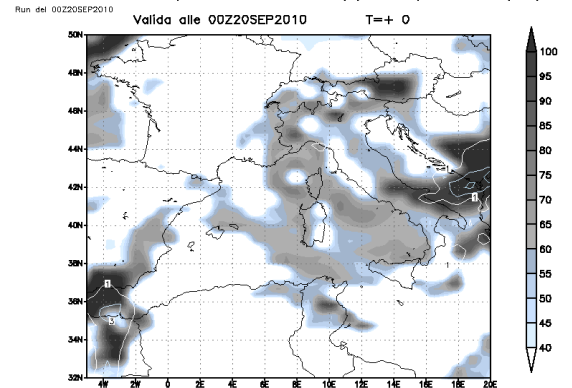 Run del 00Z20SEP2010
Valida alle 00Z20SEP2010 T=+ 0
50N
48N
46N
44N
42N
40N
38N
36N
34N
32N
4W 2W 0 2E 4E 6E 8E 10E 12E 14E 16E 18E 20E
100
95
90
85
80
75
70
65
60
55
50
45
40
1
1